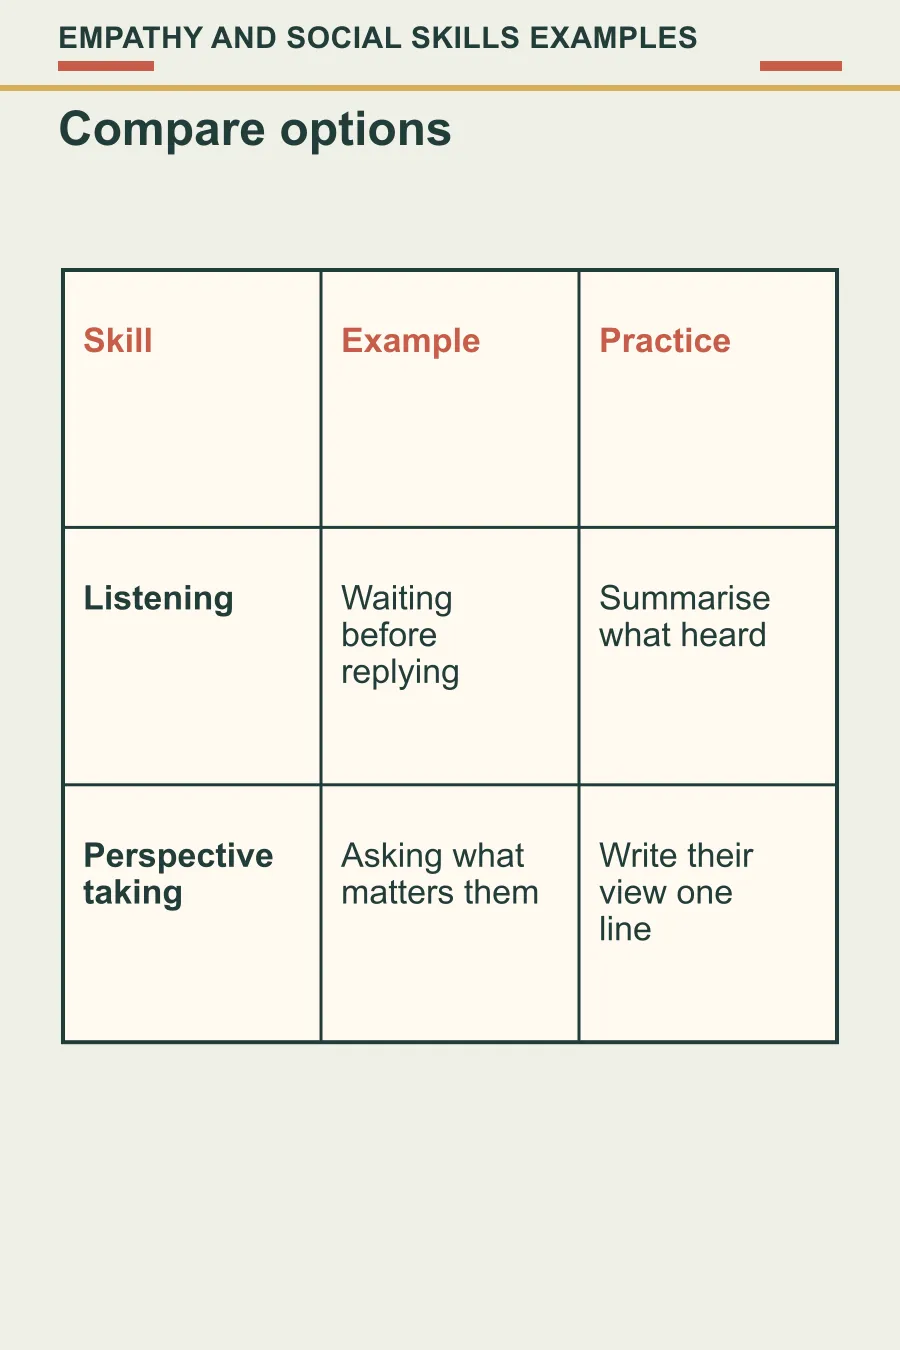 EMPATHY AND SOCIAL SKILLS EXAMPLES
Compare options
Skill
Example
Practice
Listening
Waiting
before
replying
Summarise
what heard
Perspective
taking
Asking what
matters them
Write their
view one
line